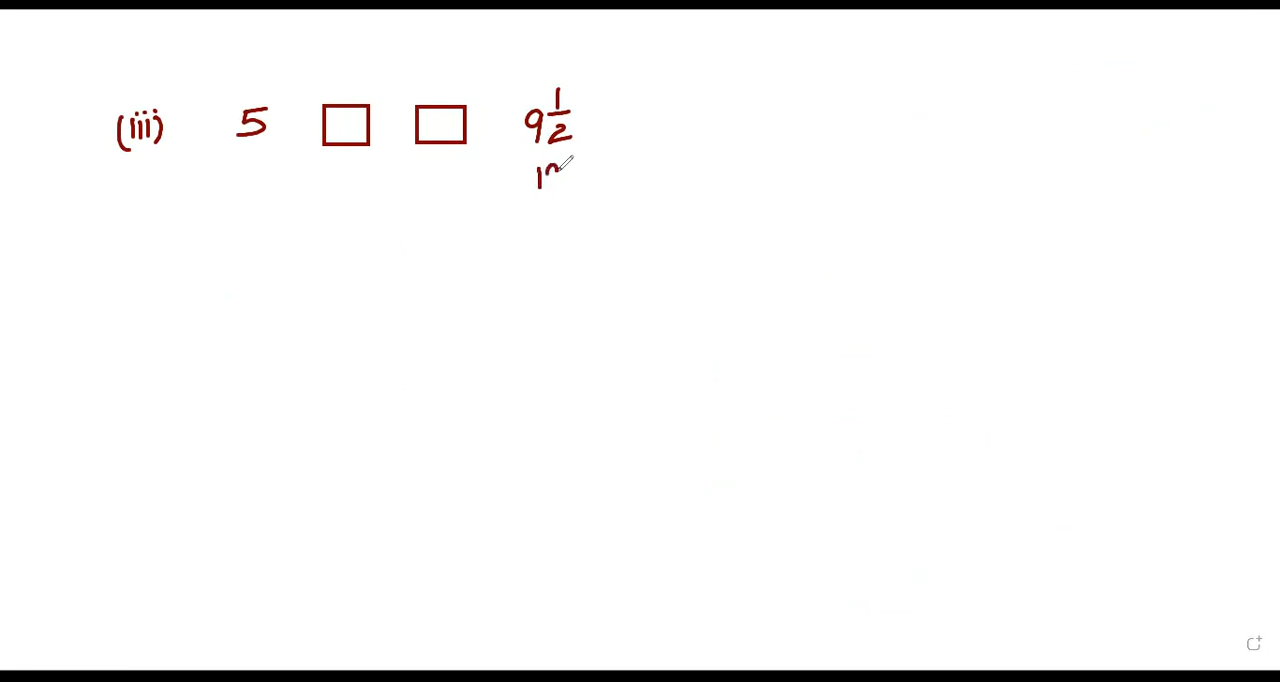 (iii) 5 □ □ 9 1/2